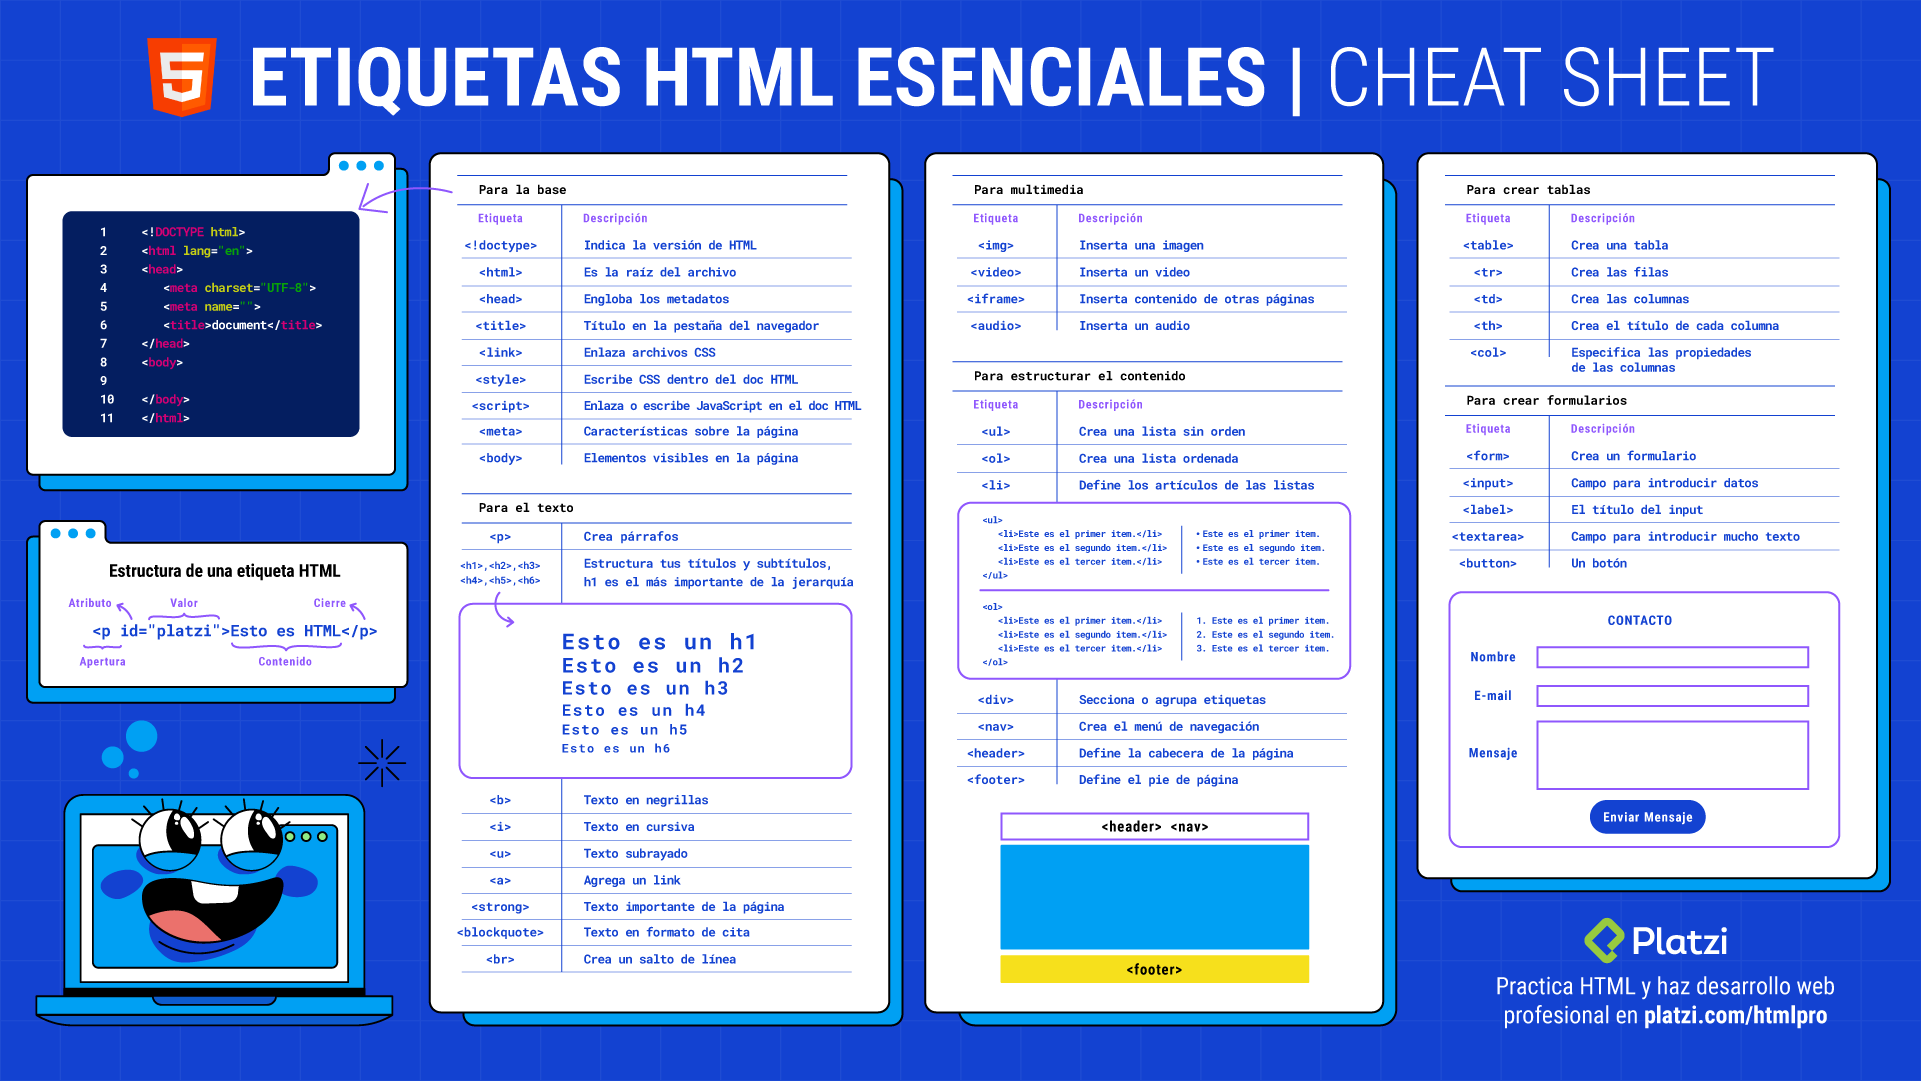 5 ETIQUETAS HTML ESENCIALES | CHEAT SHEET
1 <!DOCTYPE html>
2 <html lang="en">
3 <head>
4 <meta charset="UTF-8">
5 <meta name="">
6 <title>document</title>
7 </head>
8 <body>
9
10 </body>
11 </html>
Estructura de una etiqueta HTML
Atributo Valor Cierre
<p id="platzi">Esto es HTML</p>
Apertura Contenido
Para la base
Etiqueta Descripción
<!doctype> Indica la versión de HTML
<html> Es la raíz del archivo
<head> Engloba los metadatos
<title> Título en la pestaña del navegador
<link> Enlaza archivos CSS
<style> Escribe CSS dentro del doc HTML
<script> Enlaza o escribe JavaScript en el doc HTML
<meta> Características sobre la página
<body> Elementos visibles en la página
Para el texto
<p> Crea párrafos
<h1>,<h2>,<h3> Estructura tus títulos y subtítulos,
<h4>,<h5>,<h6> h1 es el más importante de la jerarquía
Esto es un h1
Esto es un h2
Esto es un h3
Esto es un h4
Esto es un h5
Esto es un h6
<b> Texto en negrillas
<i> Texto en cursiva
<u> Texto subrayado
<a> Agrega un link
<strong> Texto importante de la página
<blockquote> Texto en formato de cita
<br> Crea un salto de línea
Para multimedia
Etiqueta Descripción
<img> Inserta una imagen
<video> Inserta un video
<iframe> Inserta contenido de otras páginas
<audio> Inserta un audio
Para estructurar el contenido
Etiqueta Descripción
<ul> Crea una lista sin orden
<ol> Crea una lista ordenada
<li> Define los artículos de las listas
<ul>
<li>Este es el primer item.</li> • Este es el primer item.
<li>Este es el segundo item.</li> • Este es el segundo item.
<li>Este es el tercer item.</li> • Este es el tercer item.
</ul>
<ol>
<li>Este es el primer item.</li> 1. Este es el primer item.
<li>Este es el segundo item.</li> 2. Este es el segundo item.
<li>Este es el tercer item.</li> 3. Este es el tercer item.
</ol>
<div> Secciona o agrupa etiquetas
<nav> Crea el menú de navegación
<header> Define la cabecera de la página
<footer> Define el pie de página
<header> <nav>
<footer>
Para crear tablas
Etiqueta Descripción
<table> Crea una tabla
<tr> Crea las filas
<td> Crea las columnas
<th> Crea el título de cada columna
<col> Especifica las propiedades
de las columnas
Para crear formularios
Etiqueta Descripción
<form> Crea un formulario
<input> Campo para introducir datos
<label> El título del input
<textarea> Campo para introducir mucho texto
<button> Un botón
CONTACTO
Nombre
E-mail
Mensaje
Enviar Mensaje
Platzi
Practica HTML y haz desarrollo web
profesional en platzi.com/htmlpro